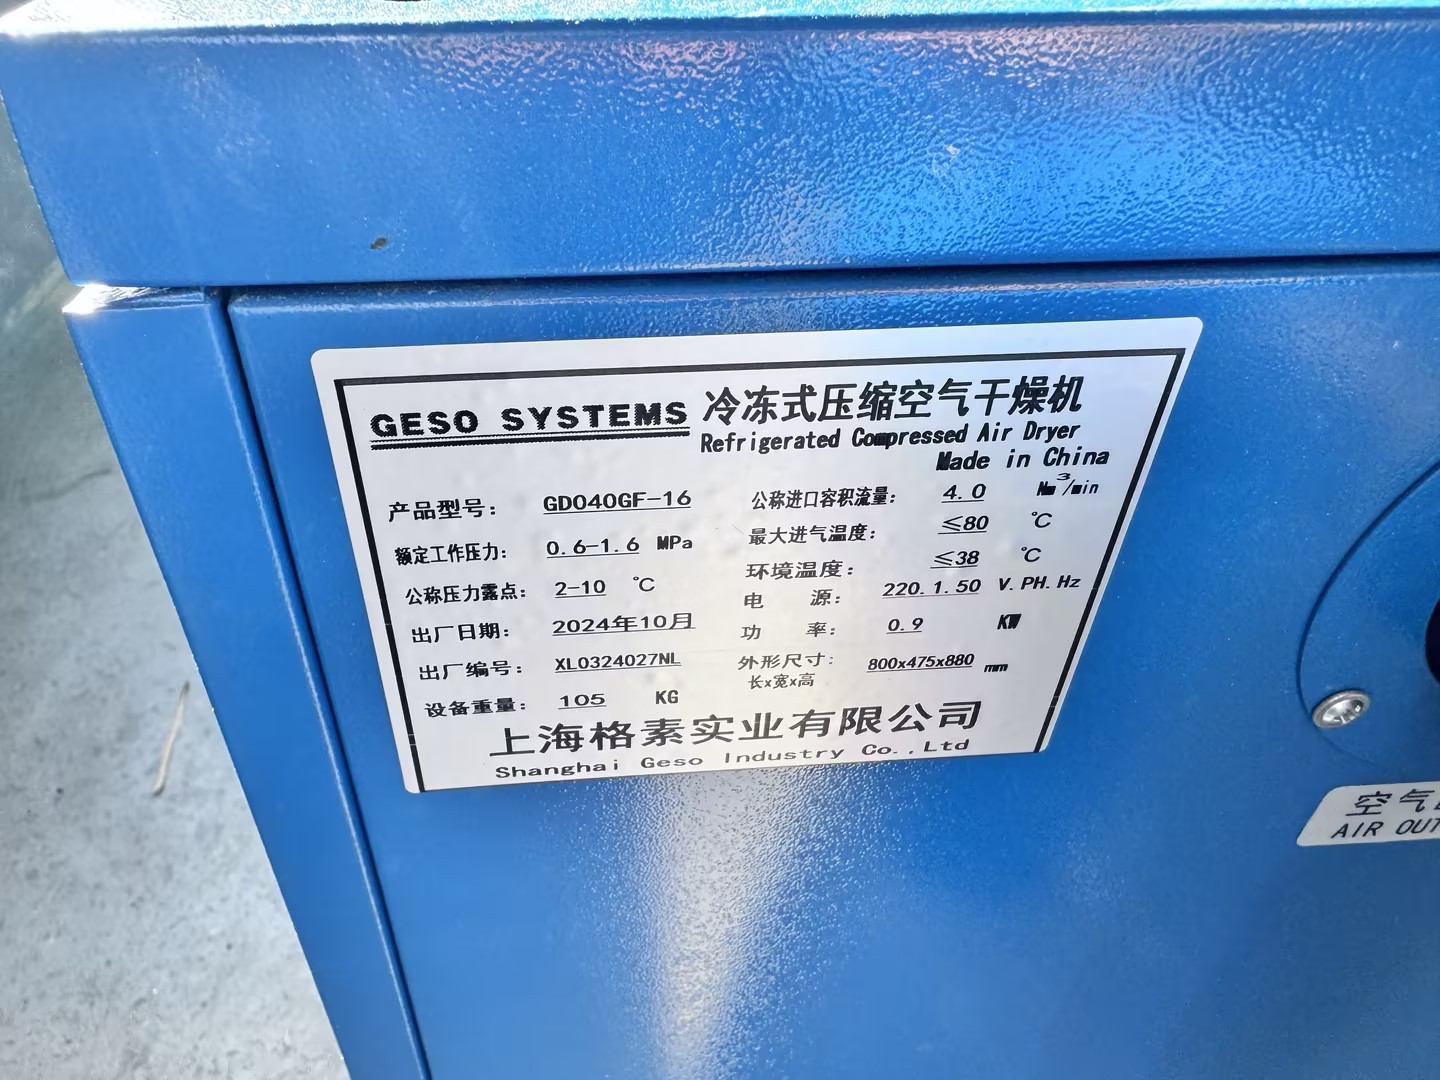 GESO SYSTEMS 冷冻式压缩空气干燥机
Refrigerated Compressed Air Dryer
Made in China
产品型号: GD040GF-16
额定工作压力: 0.6-1.6 MPa
公称压力露点: 2-10 ℃
出厂日期: 2024年10月
出厂编号: XL0324027NL
设备重量: 105 KG
公称进口容积流量: 4.0 Nm³/min
最大进气温度: ≤80 ℃
环境温度: ≤38 ℃
电 源: 220.1.50 V.PH.Hz
功 率: 0.9 KW
外形尺寸: 800x475x880 mm
长x宽x高
上海格素实业有限公司
Shanghai Geso Industry Co.,Ltd
空气
AIR OUT